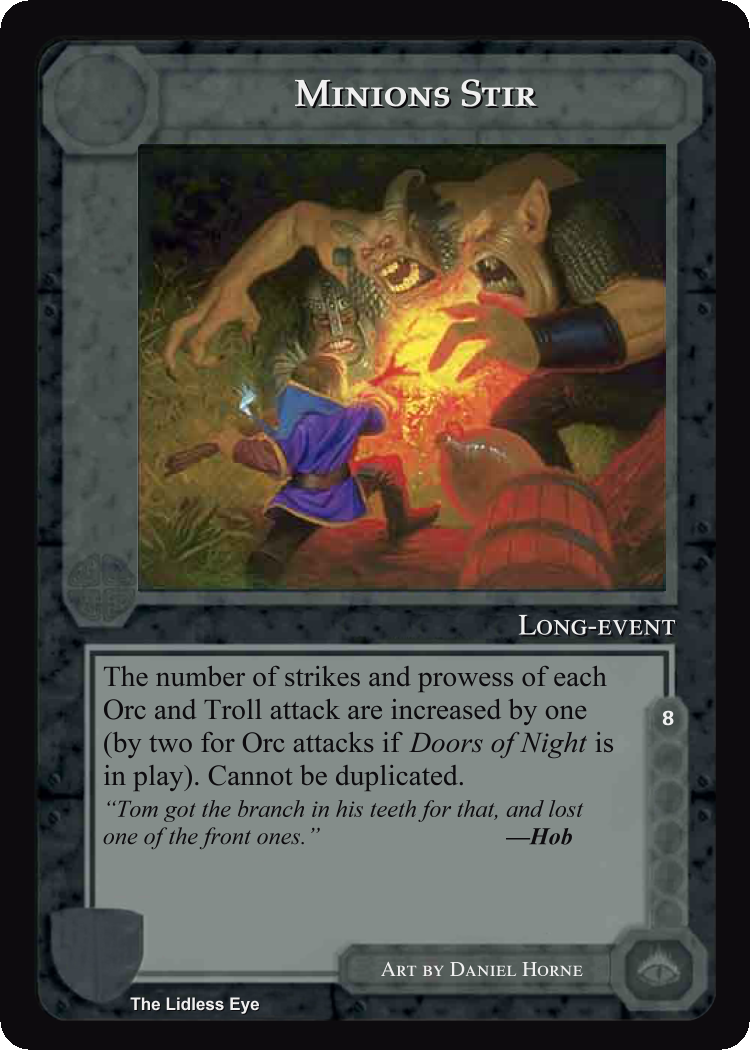 Minions Stir
Long-event
The number of strikes and prowess of each
Orc and Troll attack are increased by one
(by two for Orc attacks if Doors of Night is
in play). Cannot be duplicated.
“Tom got the branch in his teeth for that, and lost
one of the front ones.” —Hob
8
Art by Daniel Horne
The Lidless Eye